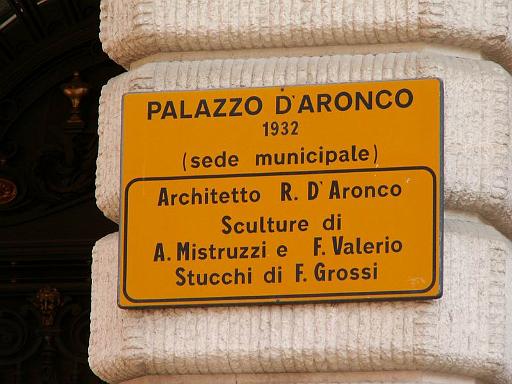 PALAZZO D'ARONCO
1932
(sede municipale)
Architetto R. D'Aronco
Sculture di
A. Mistruzzi e F. Valerio
Stucchi di F. Grossi